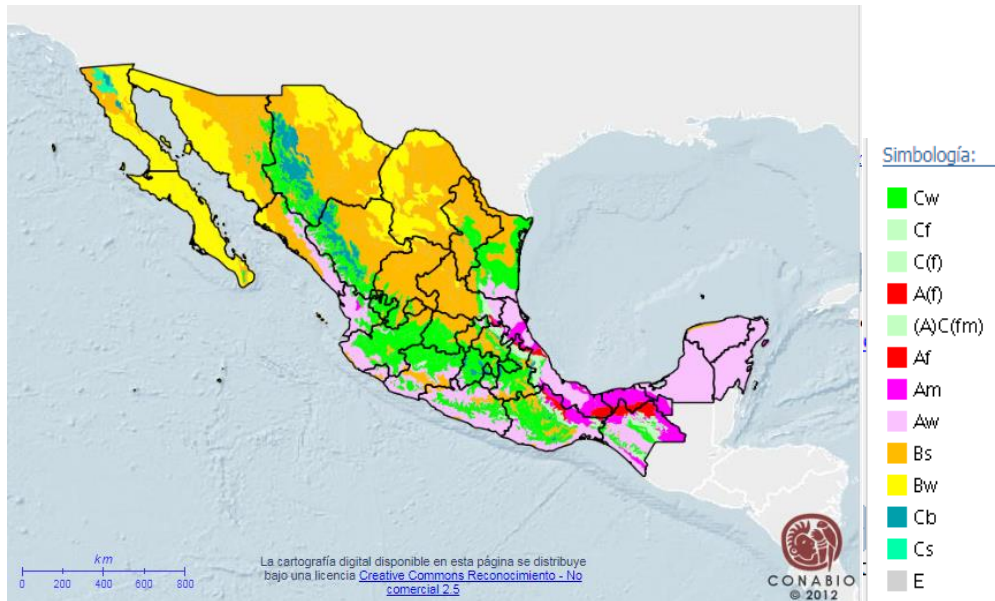 Simbología:
Cw
Cf
C(f)
A(f)
(A)C(fm)
Af
Am
Aw
Bs
Bw
Cb
Cs
E
km
0 200 400 600 800
La cartografía digital disponible en esta página se distribuye
bajo una licencia Creative Commons Reconocimiento - No
comercial 2.5
CONABIO
© 2012